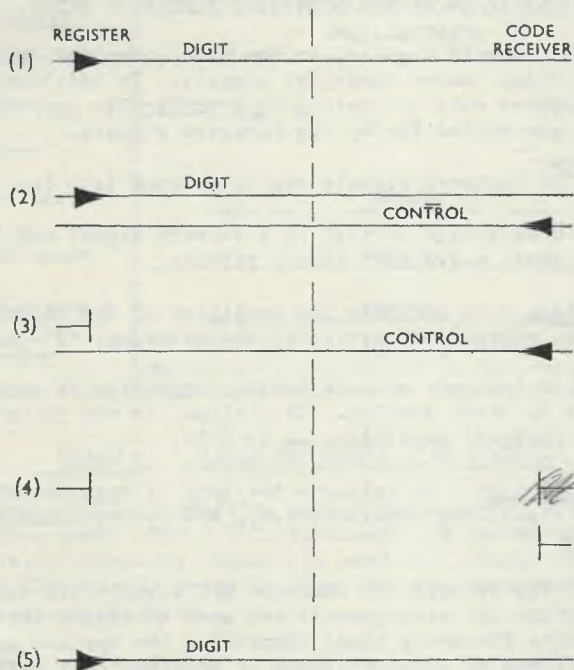 REGISTER
CODE
RECEIVER
(1) DIGIT
(2) DIGIT
CONTROL
(3)
CONTROL
(4)
(5) DIGIT